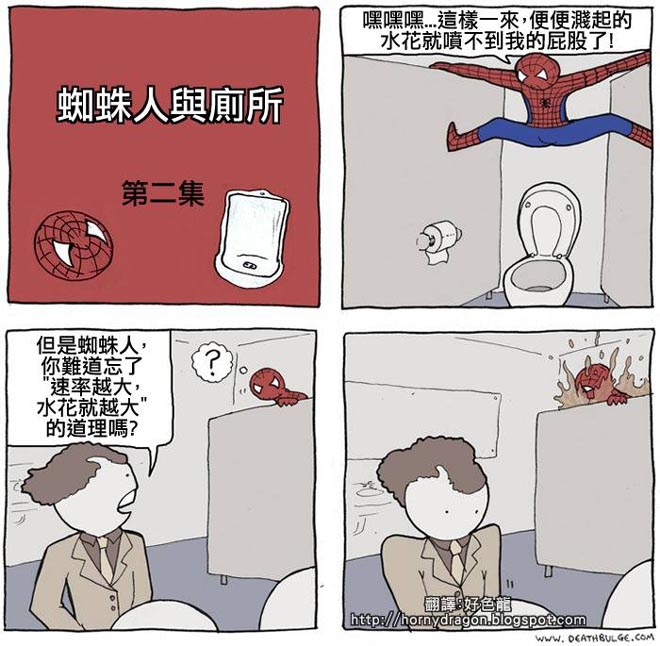 蜘蛛人與廁所
第二集
嘿嘿嘿...這樣一來,便便濺起的
水花就噴不到我的屁股了!
但是蜘蛛人,
你難道忘了
"速率越大,
水花就越大"
的道理嗎?
?
翻譯:好色龍
http://hornydragon.blogspot.com
WWW.DEATHBULGE.COM